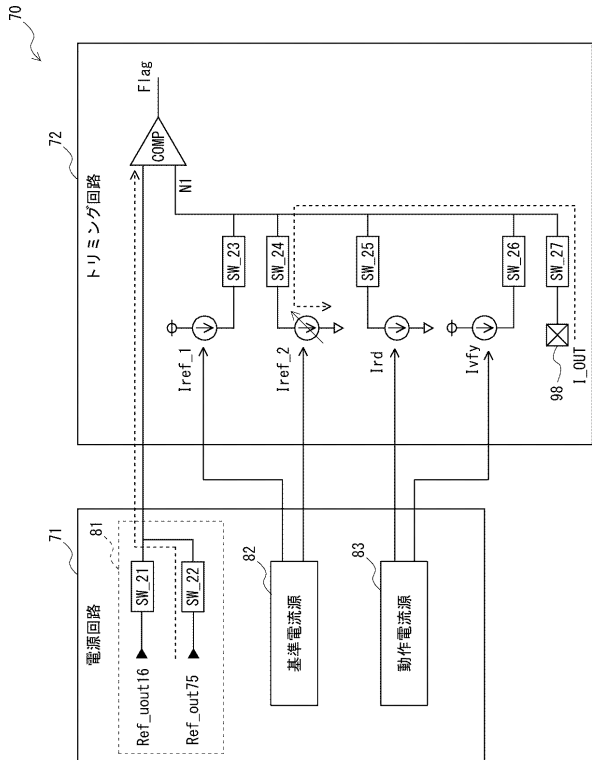 70
71
電源回路
81
Ref_uout16
SW_21
Ref_out75
SW_22
82
基準電流源
83
動作電流源
72
トリミング回路
COMP
Flag
N1
Iref_1
SW_23
Iref_2
SW_24
Ird
SW_25
Ivfy
SW_26
98
SW_27
I_OUT